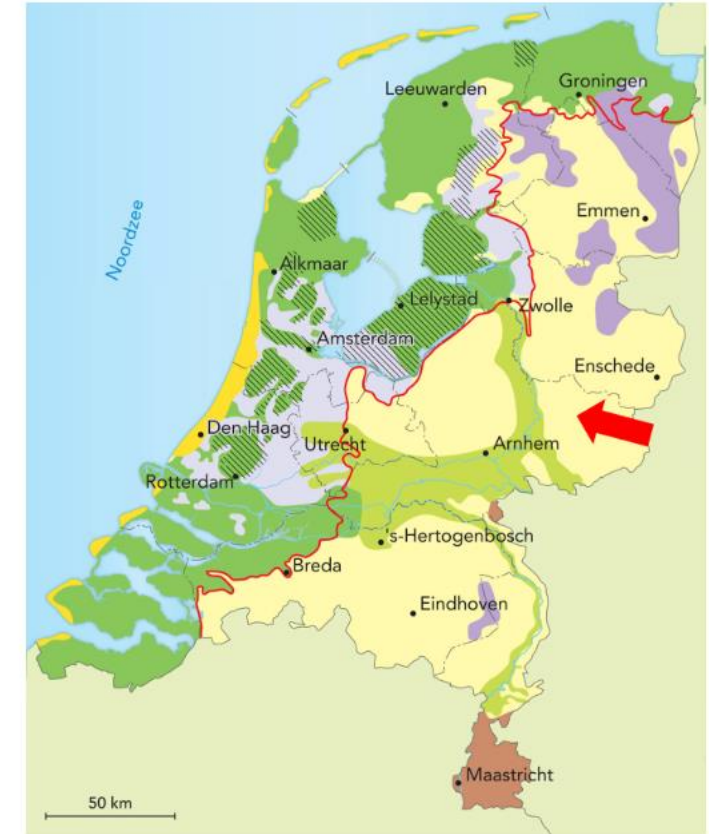 Groningen
Leeuwarden
Noordzee
Emmen
Alkmaar
Lelystad
Zwolle
Amsterdam
Enschede
Den Haag
Utrecht
Arnhem
Rotterdam
's-Hertogenbosch
Breda
Eindhoven
Maastricht
50 km